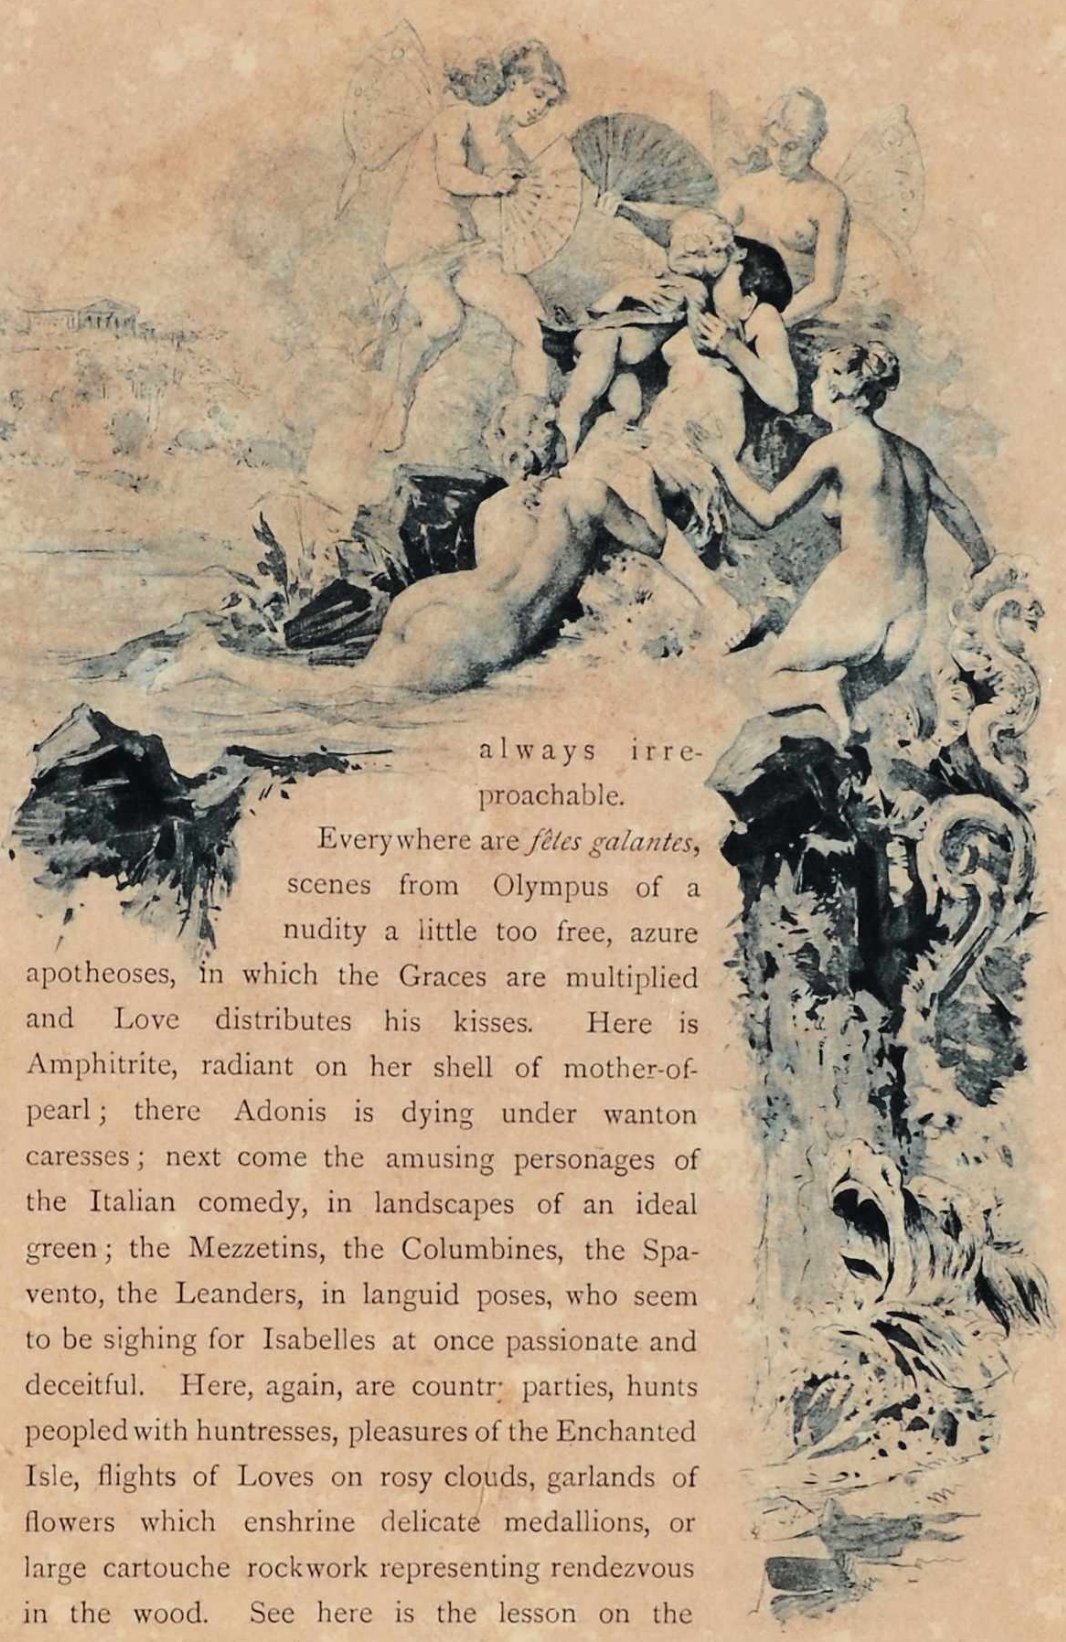 always irre-
proachable.
Everywhere are fêtes galantes,
scenes from Olympus of a
nudity a little too free, azure
apotheoses, in which the Graces are multiplied
and Love distributes his kisses. Here is
Amphitrite, radiant on her shell of mother-of-
pearl; there Adonis is dying under wanton
caresses; next come the amusing personages of
the Italian comedy, in landscapes of an ideal
green; the Mezzetins, the Columbines, the Spa-
vento, the Leanders, in languid poses, who seem
to be sighing for Isabelles at once passionate and
deceitful. Here, again, are countr parties, hunts
peopled with huntresses, pleasures of the Enchanted
Isle, flights of Loves on rosy clouds, garlands of
flowers which enshrine delicate medallions, or
large cartouche rockwork representing rendezvous
in the wood. See here is the lesson on the